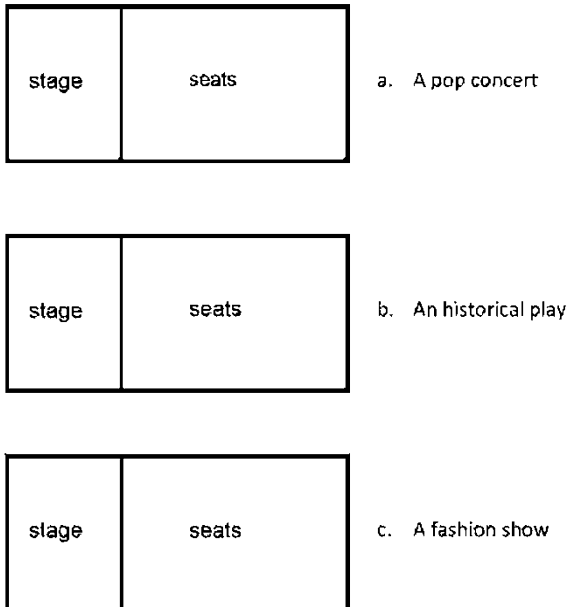 stage seats a. A pop concert
stage seats b. An historical play
stage seats c. A fashion show